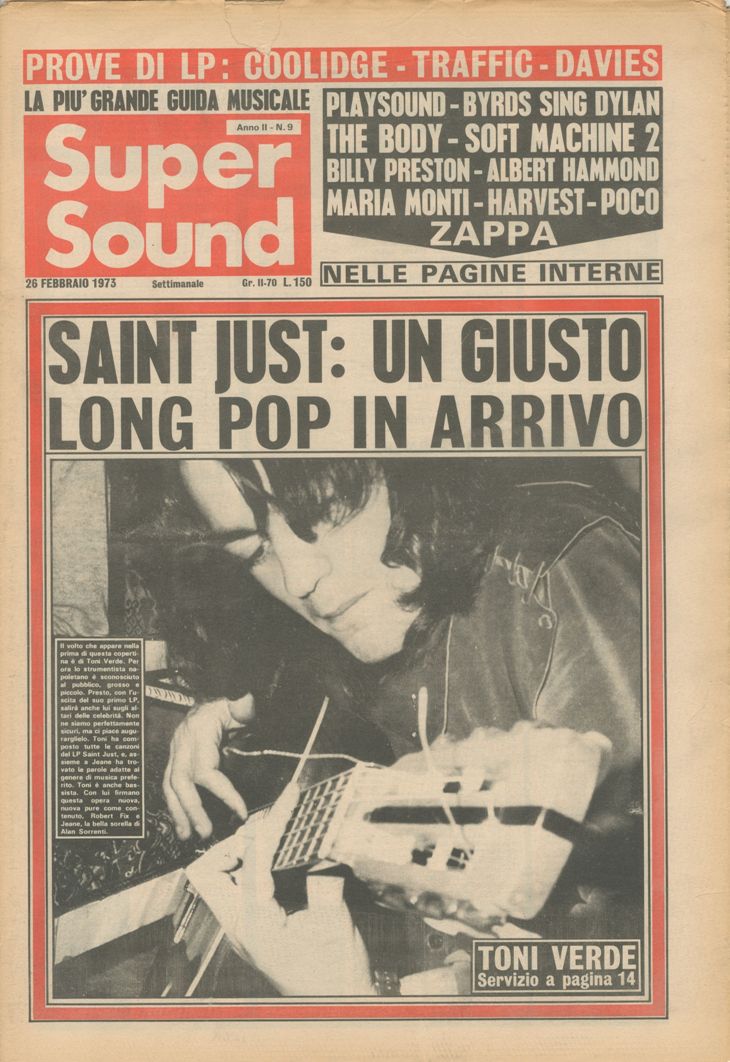 PROVE DI LP: COOLIDGE - TRAFFIC - DAVIES
LA PIU' GRANDE GUIDA MUSICALE
Anno II - N. 9
Super
Sound
26 FEBBRAIO 1973 Settimanale Gr. II-70 L. 150
PLAYSOUND - BYRDS SING DYLAN
THE BODY - SOFT MACHINE 2
BILLY PRESTON - ALBERT HAMMOND
MARIA MONTI - HARVEST - POCO
ZAPPA
NELLE PAGINE INTERNE
SAINT JUST: UN GIUSTO
LONG POP IN ARRIVO
Il volto che appare nella
prima di questa coperti-
na è di Toni Verde. Per
ora lo strumentista na-
poletano è sconosciuto
al pubblico, grosso e
piccolo. Presto, con l'u-
scita del suo primo LP,
salirà anche lui sugli al-
tari delle celebrità. Non
ne siamo perfettamente
sicuri, ma ci piace augu-
rarglielo. Toni ha com-
posto tutte le canzoni
del LP Saint Just, e, as-
sieme a Jeane ha tro-
vato le parole adatte al
genere di musica prefe-
rito. Toni è anche bas-
sista. Con lui firmano
questa opera nuova,
nuova pure come con-
tenuto, Robert Fix e
Jeane, la bella sorella di
Alan Sorrenti.
TONI VERDE
Servizio a pagina 14